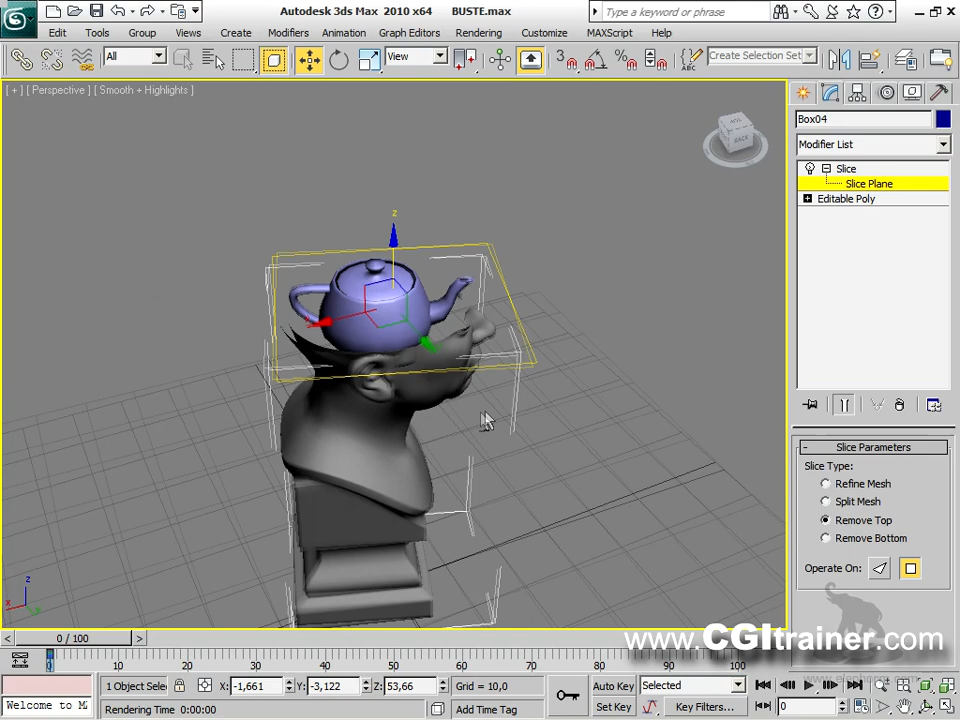 Autodesk 3ds Max 2010 x64 BUSTE.max
Type a keyword or phrase
Edit Tools Group Views Create Modifiers Animation Graph Editors Rendering Customize MAXScript Help
All View Create Selection Set
[ + ] [ Perspective ] [ Smooth + Highlights ]
Box04
Modifier List
Slice
Slice Plane
Editable Poly
z
Slice Parameters
Slice Type:
Refine Mesh
Split Mesh
Remove Top
Remove Bottom
Operate On:
z
x
y
0 / 100
www.CGItrainer.com
0 10 20 30 40 50 60 70 80 90 100
1 Object Sele X: -1,661 Y: -3,122 Z: 53,66 Grid = 10,0 Auto Key Selected
Welcome to M
Rendering Time 0:00:00 Add Time Tag Set Key Key Filters... 0